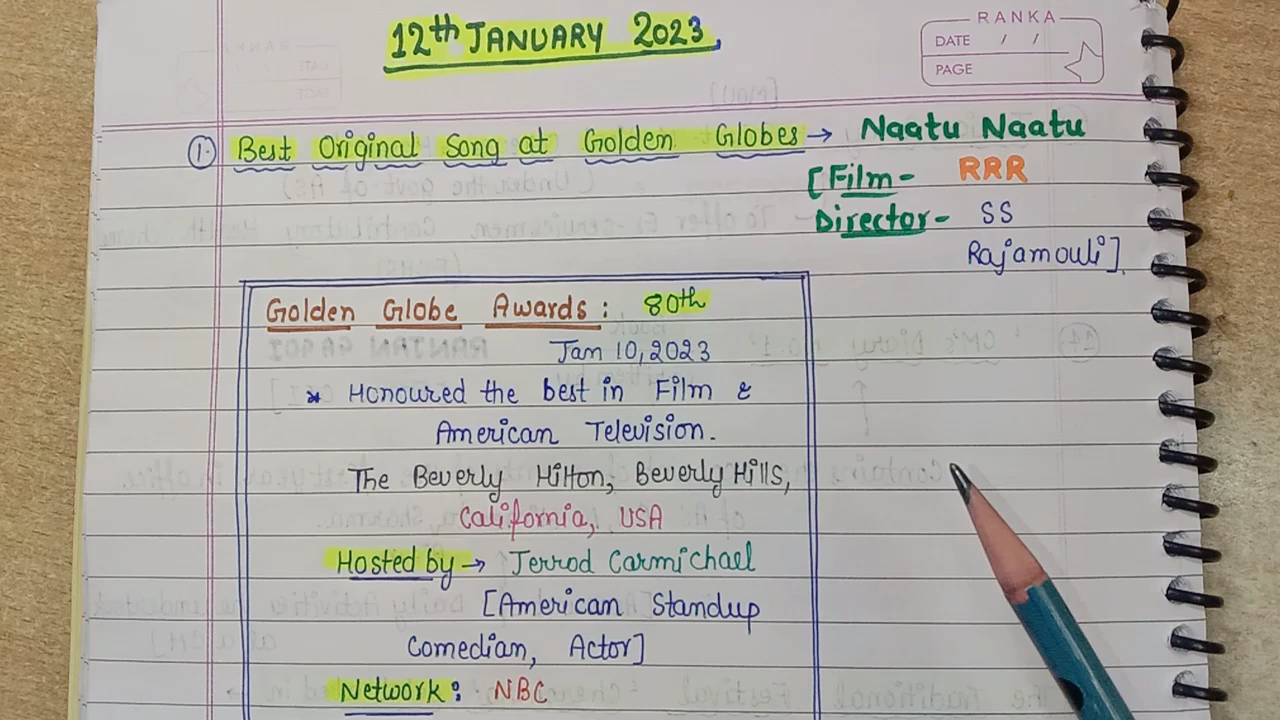 12th JANUARY 2023
RANKA
DATE / /
PAGE
1. Best Original Song at Golden Globes → Naatu Naatu
[Film- RRR
Director- SS
Rajamouli]
Golden Globe Awards: 80th
Jan 10, 2023
* Honoured the best in Film &
American Television.
The Beverly Hilton, Beverly Hills,
California, USA
Hosted by → Jerrod Carmichael
[American Standup
Comedian, Actor]
Network: NBC